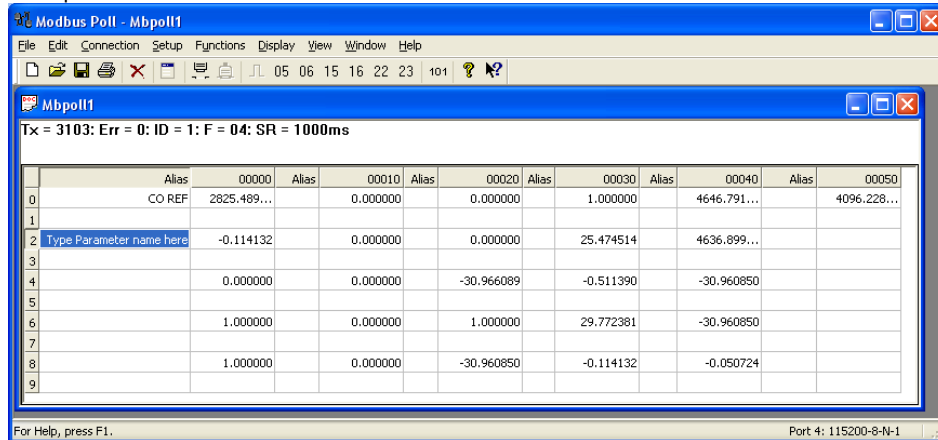 Modbus Poll - Mbpoll1
File Edit Connection Setup Functions Display View Window Help
05 06 15 16 22 23 101
Mbpoll1
Tx = 3103: Err = 0: ID = 1: F = 04: SR = 1000ms
Alias 00000 Alias 00010 Alias 00020 Alias 00030 Alias 00040 Alias 00050
0 CO REF 2825.489... 0.000000 0.000000 1.000000 4646.791... 4096.228...
1
2 Type Parameter name here -0.114132 0.000000 0.000000 25.474514 4636.899...
3
4 0.000000 0.000000 -30.966089 -0.511390 -30.960850
5
6 1.000000 0.000000 1.000000 29.772381 -30.960850
7
8 1.000000 0.000000 -30.960850 -0.114132 -0.050724
9
For Help, press F1. Port 4: 115200-8-N-1